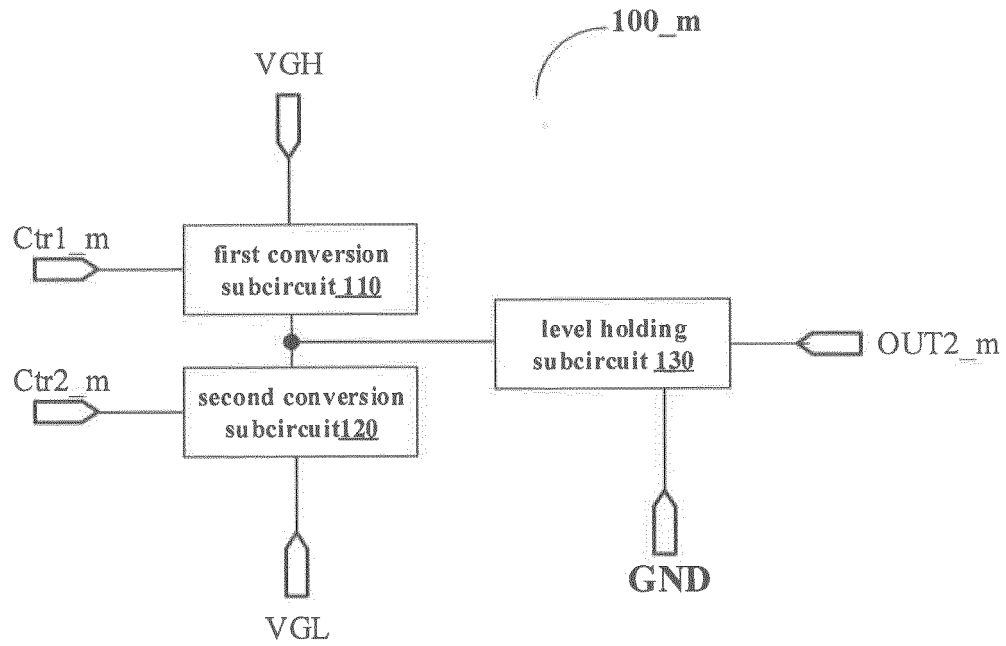 100_m
VGH
Ctr1_m
first conversion
subcircuit 110
level holding
subcircuit 130
OUT2_m
Ctr2_m
second conversion
subcircuit120
GND
VGL